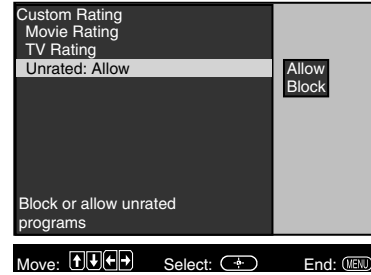 Custom Rating
Movie Rating
TV Rating
Unrated: Allow
Allow
Block
Block or allow unrated
programs
Move: Select: End: MENU